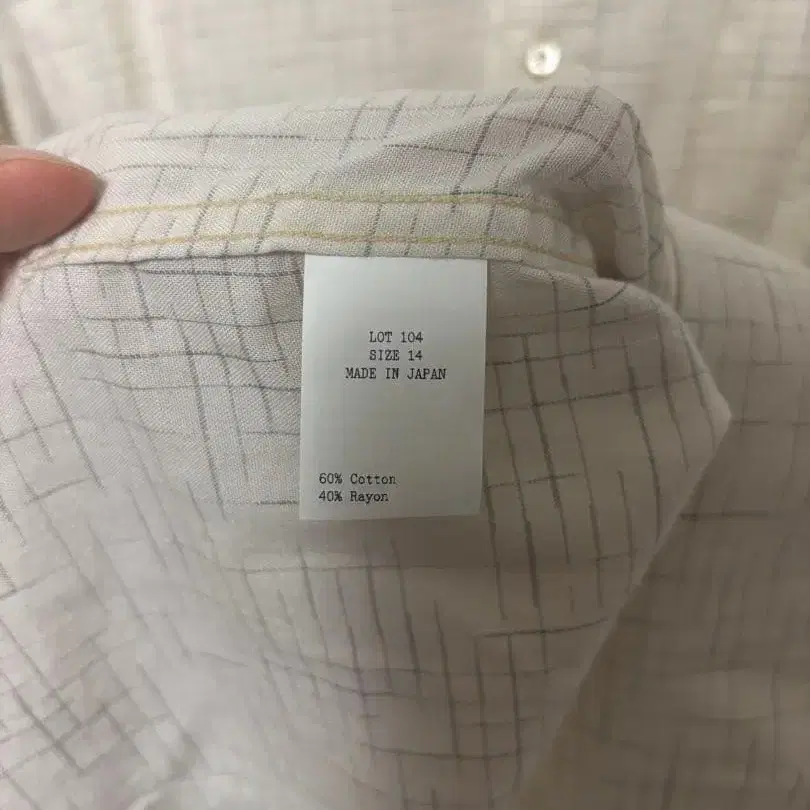 LOT 104
SIZE 14
MADE IN JAPAN
60% Cotton
40% Rayon